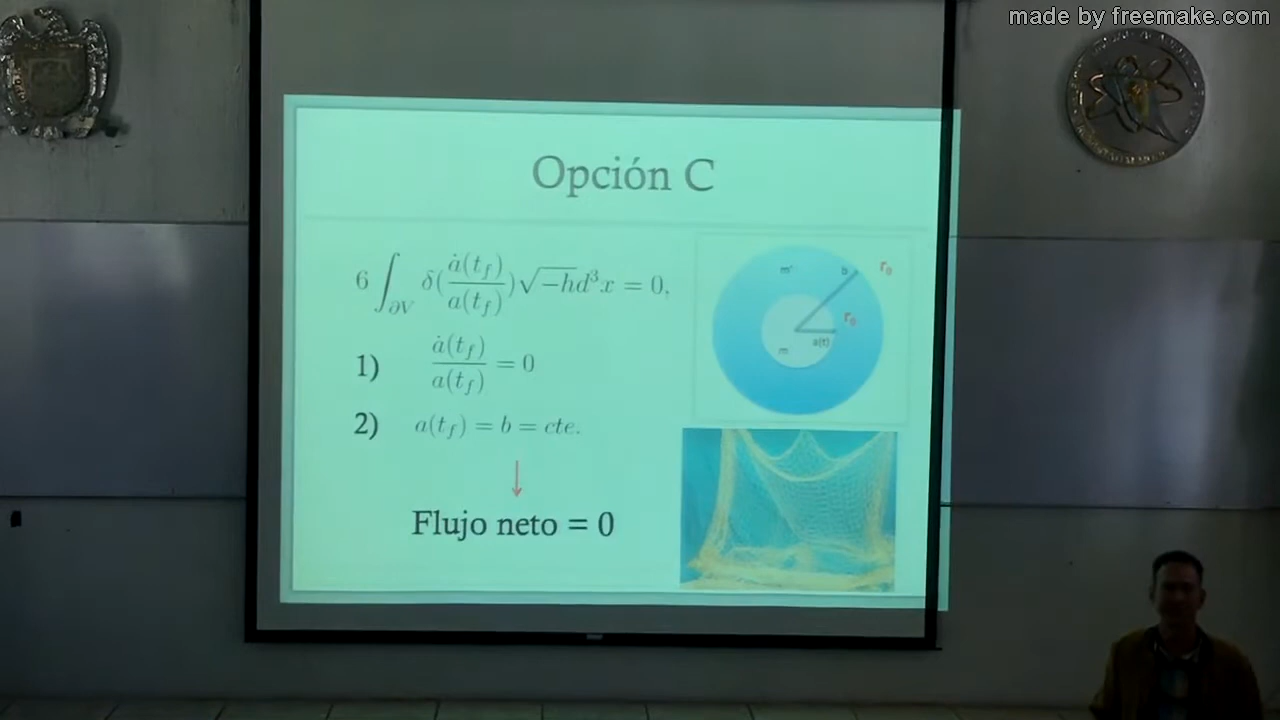 made by freemake.com
Opción C
6 ∫_∂V δ(ȧ(t_f)/a(t_f))√-h d³x = 0,
1) ȧ(t_f)/a(t_f) = 0
2) a(t_f) = b = cte.
Flujo neto = 0
m'
b
r₀
r₀
a(t)
m